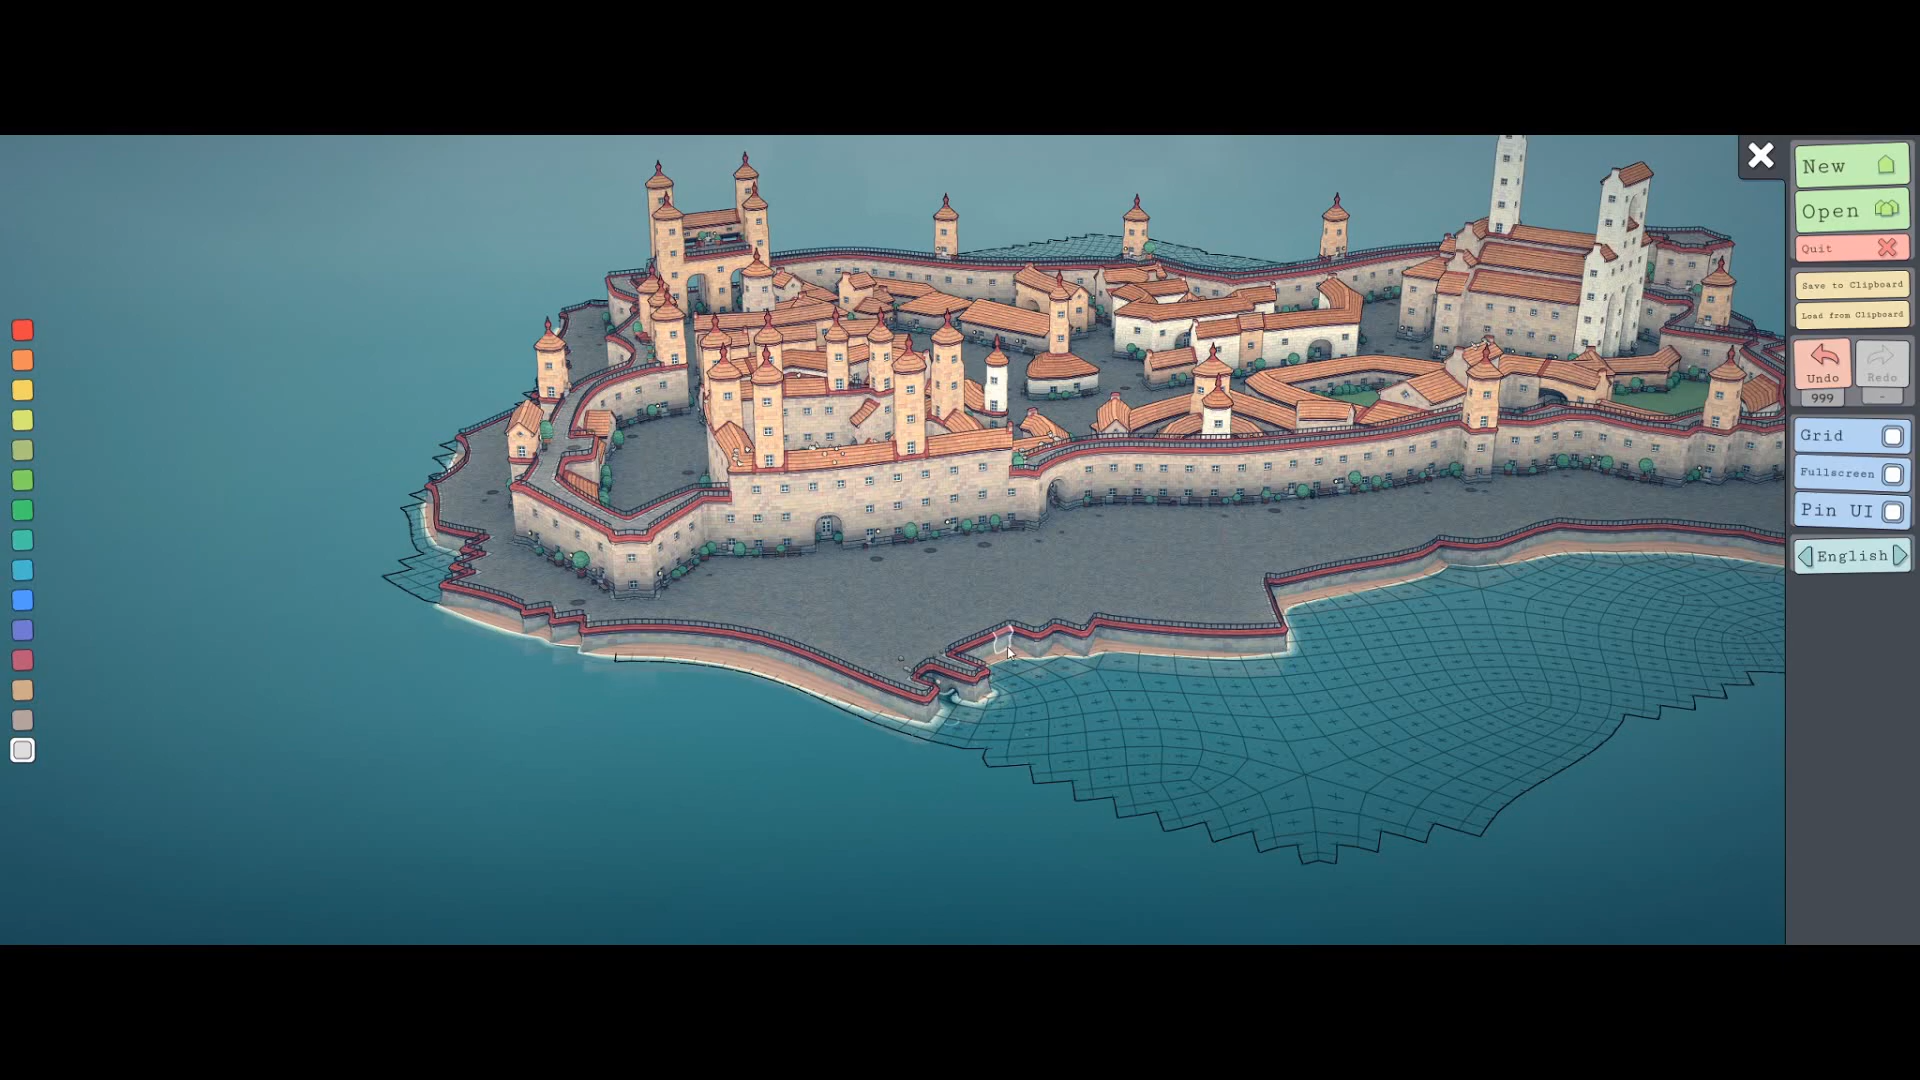 New
Open
Quit
Save to Clipboard
Load from Clipboard
Undo
Redo
999
-
Grid
Fullscreen
Pin UI
English